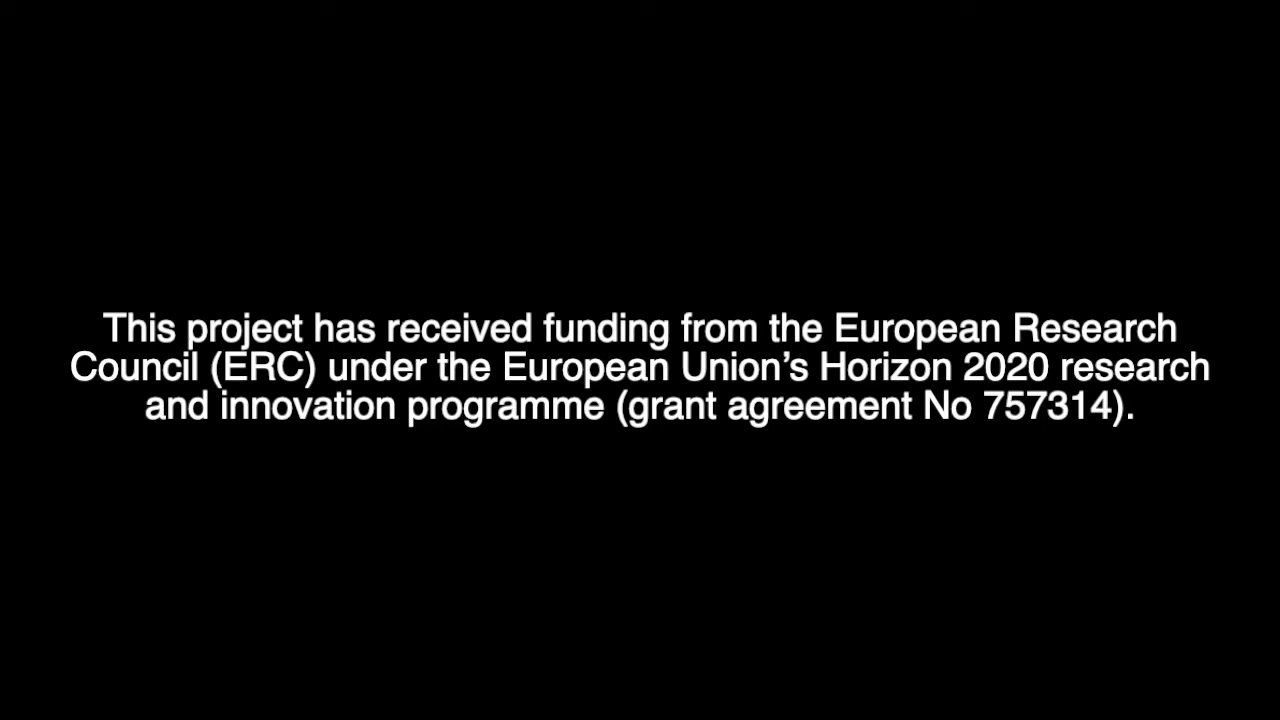 This project has received funding from the European Research
Council (ERC) under the European Union’s Horizon 2020 research
and innovation programme (grant agreement No 757314).